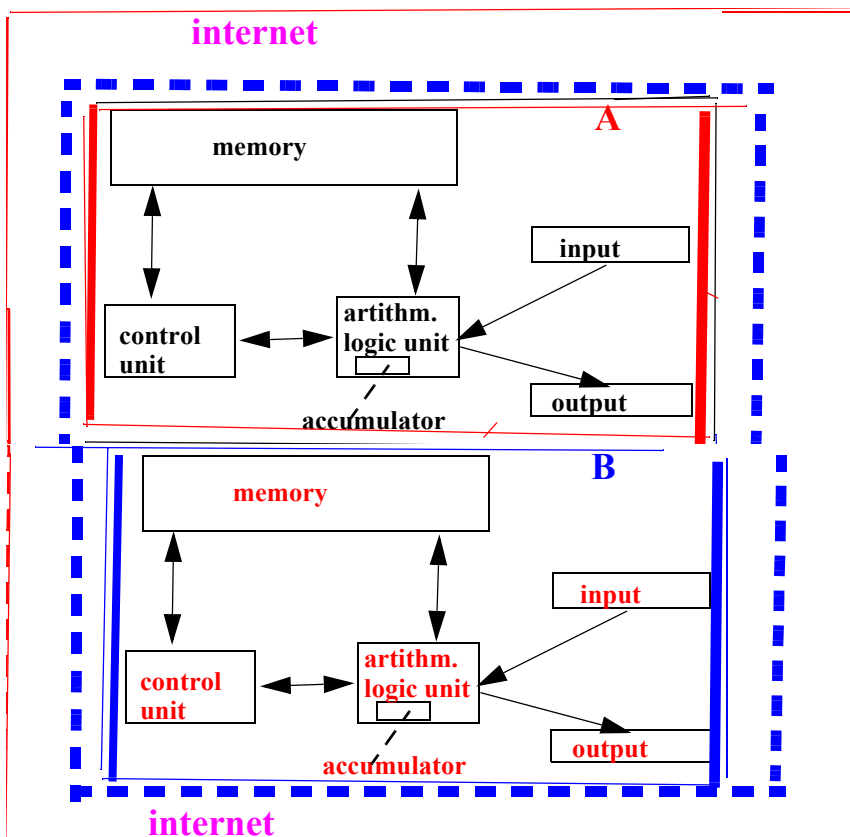 internet
A
memory
input
control
unit
artithm.
logic unit
output
accumulator
B
memory
input
control
unit
artithm.
logic unit
output
accumulator
internet